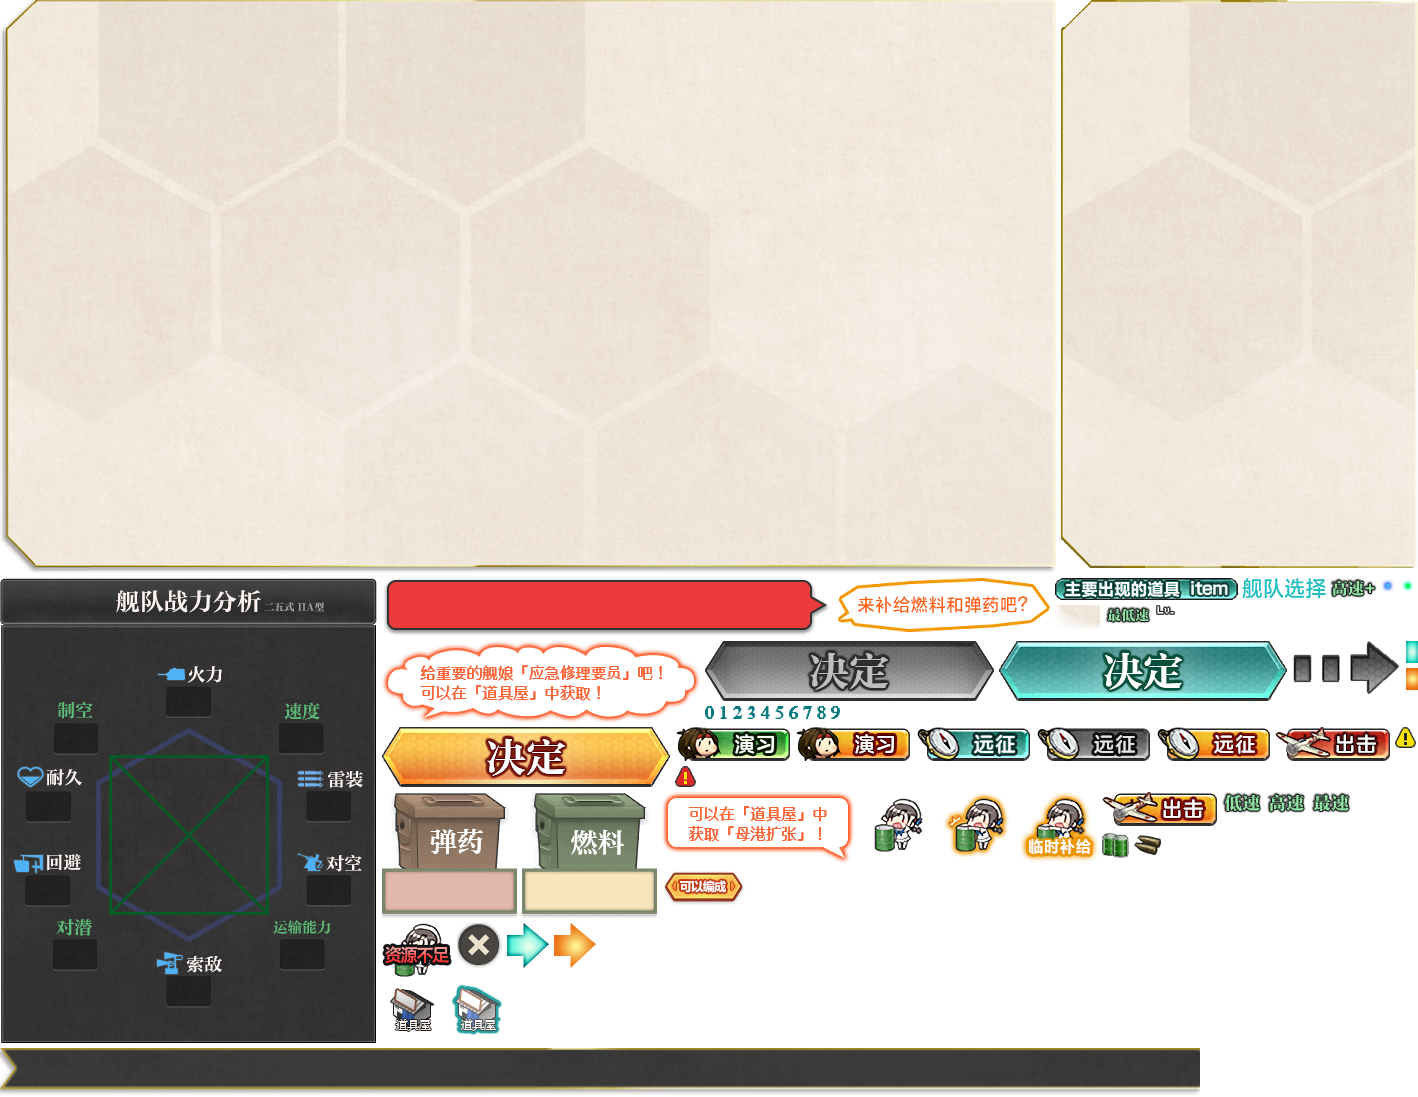 舰队战力分析 二五式 IIA型
火力
制空
速度
耐久
雷装
回避
对空
对潜
运输能力
索敌
来补给燃料和弹药吧?
主要出现的道具 item
舰队选择
高速+
最低速
Lv.
给重要的舰娘「应急修理要员」吧！
可以在「道具屋」中获取！
决定
决定
0123456789
决定
演习
演习
远征
远征
远征
出击
弹药
燃料
可以在「道具屋」中
获取「母港扩张」！
临时补给
出击
低速 高速 最速
可以编成
资源不足
道具屋
道具屋